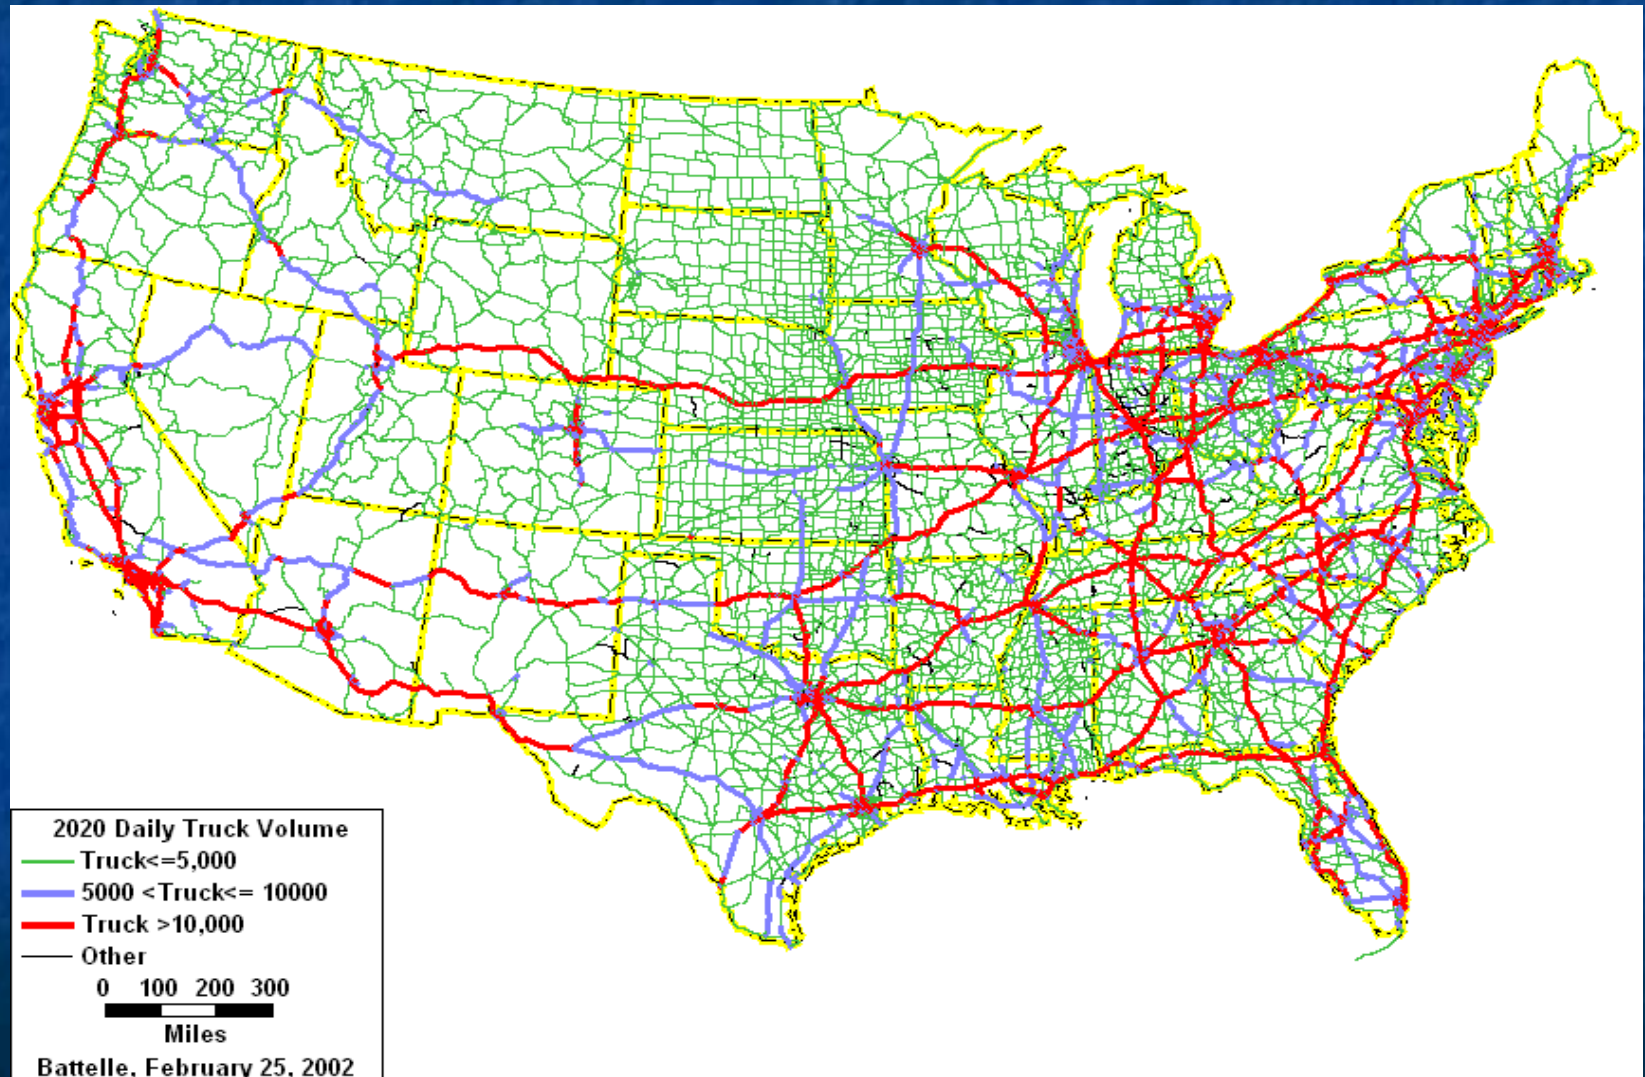 2020 Daily Truck Volume
Truck<=5,000
5000 <Truck<= 10000
Truck >10,000
Other
0 100 200 300
Miles
Battelle, February 25, 2002